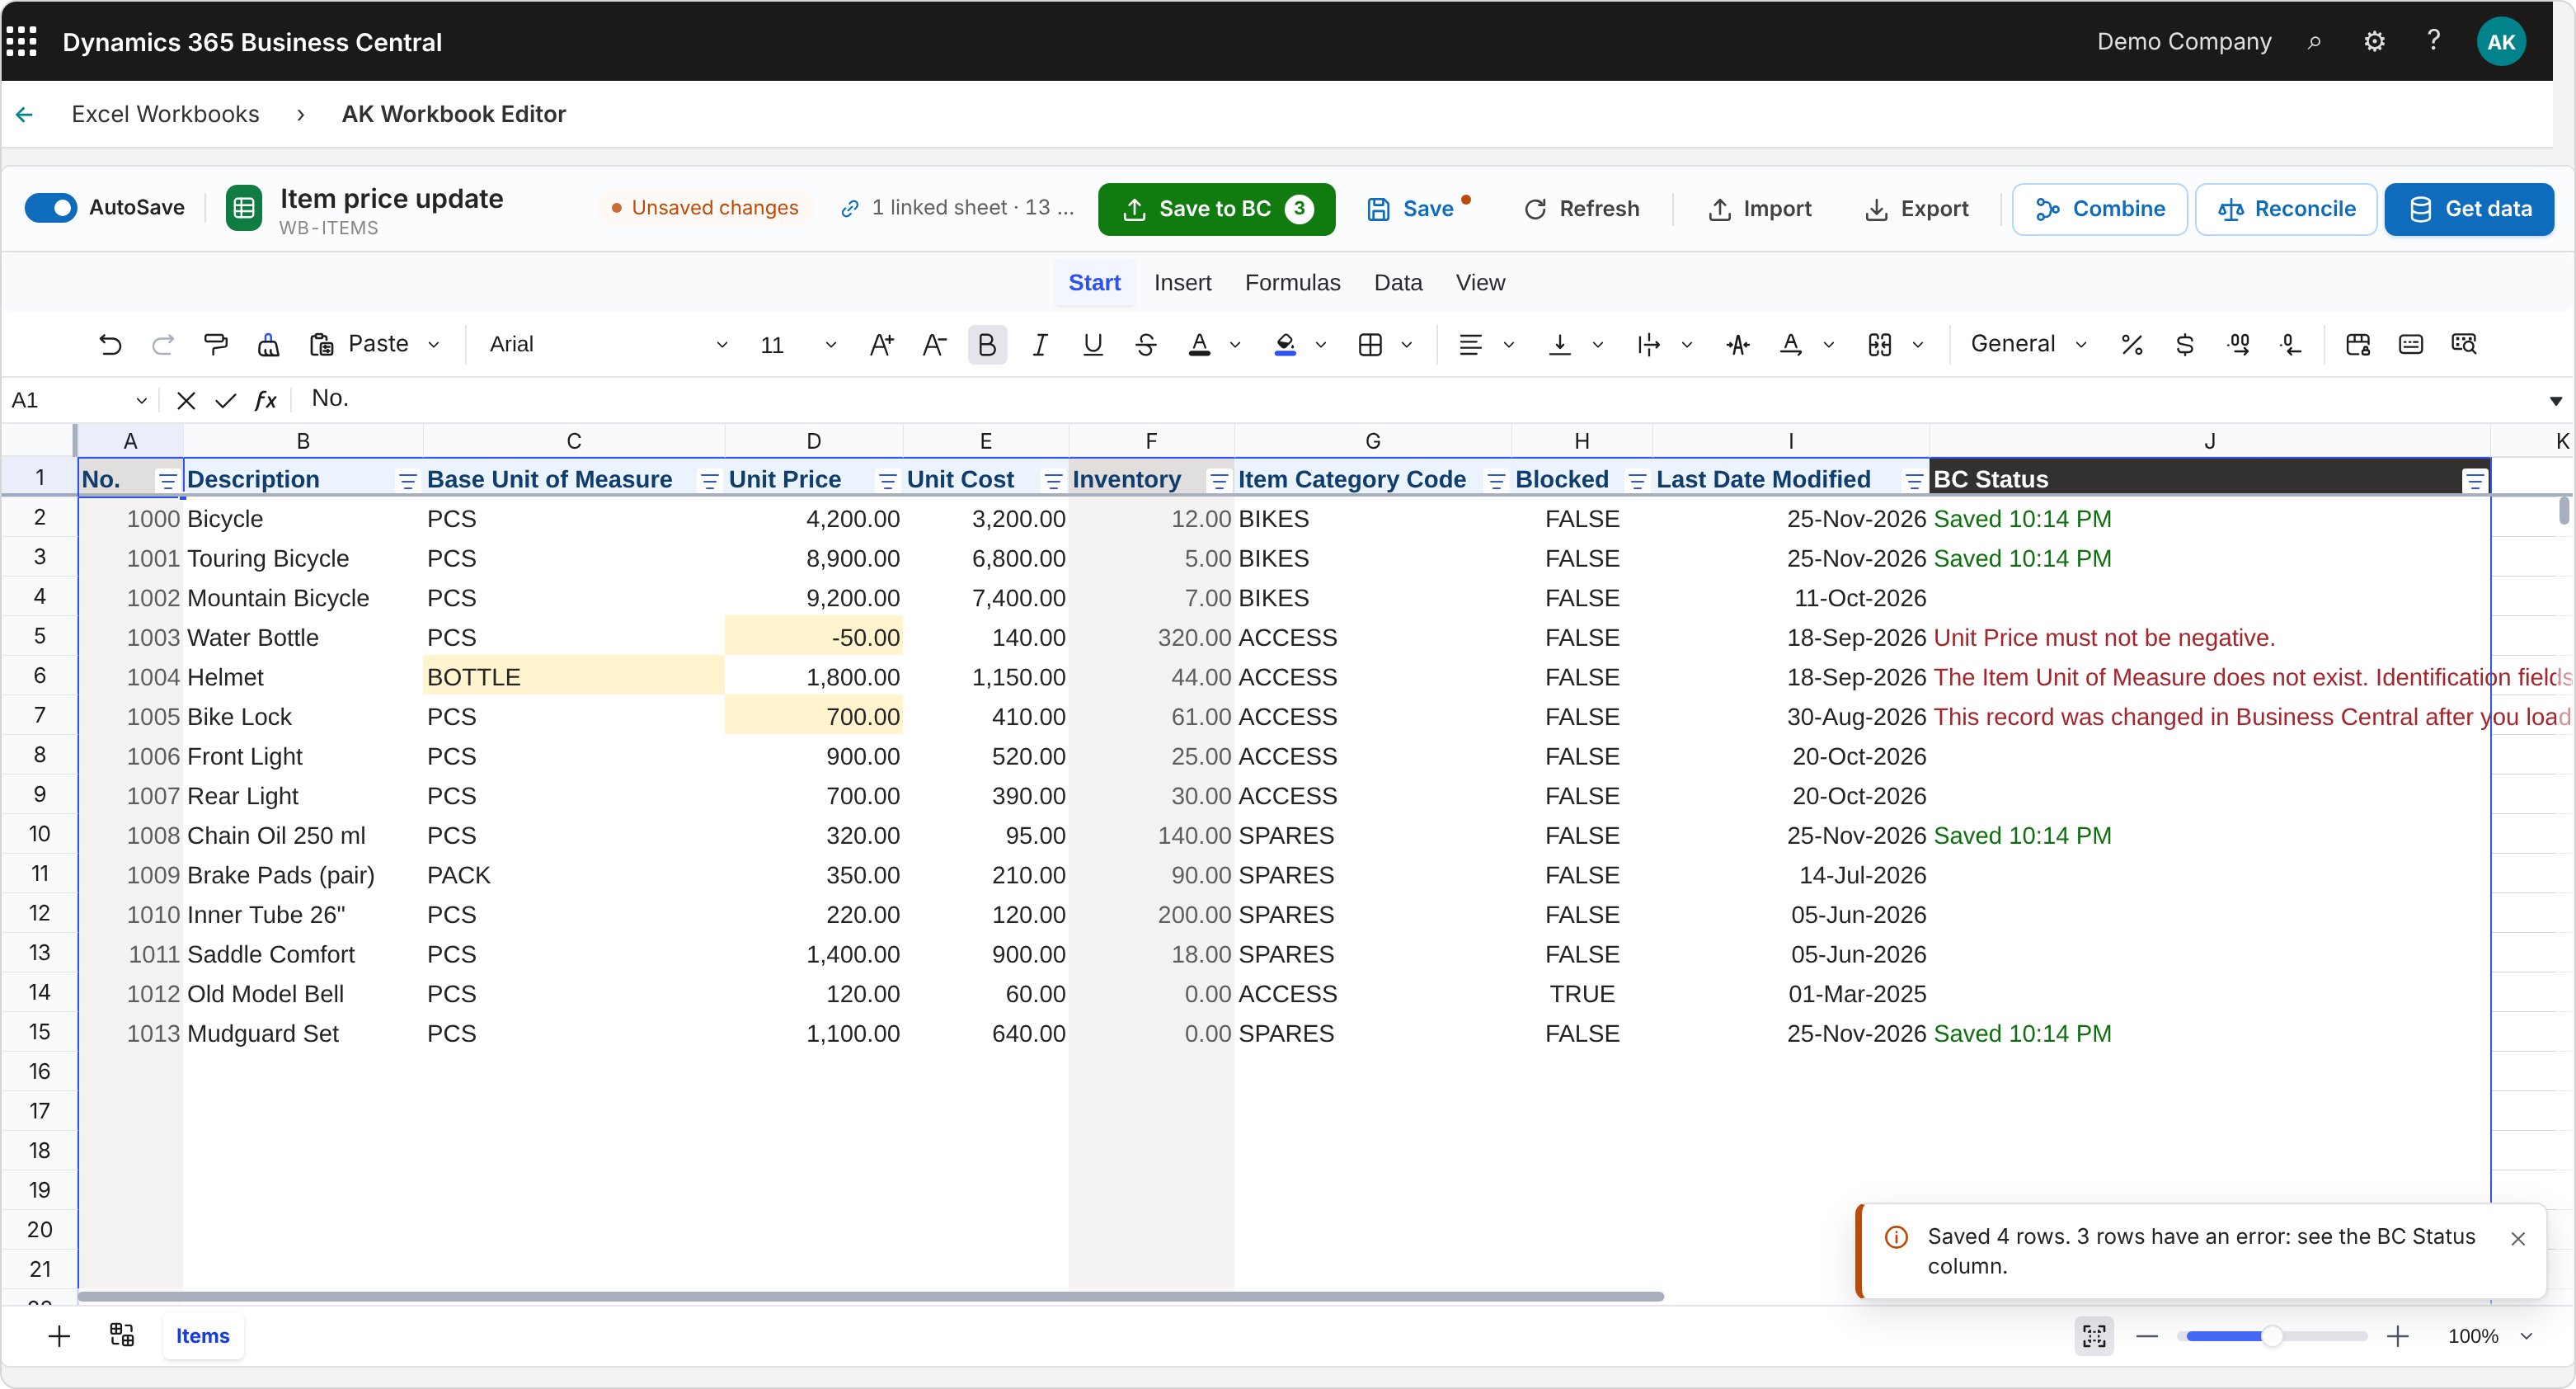 Dynamics 365 Business Central Demo Company ? AK
Excel Workbooks › AK Workbook Editor
AutoSave Item price update Unsaved changes 1 linked sheet · 13 ... Save to BC 3 Save Refresh Import Export Combine Reconcile Get data
WB-ITEMS
Start Insert Formulas Data View
Paste Arial 11 General
A1 fx No.
A B C D E F G H I J K
1 No. Description Base Unit of Measure Unit Price Unit Cost Inventory Item Category Code Blocked Last Date Modified BC Status
2 1000 Bicycle PCS 4,200.00 3,200.00 12.00 BIKES FALSE 25-Nov-2026 Saved 10:14 PM
3 1001 Touring Bicycle PCS 8,900.00 6,800.00 5.00 BIKES FALSE 25-Nov-2026 Saved 10:14 PM
4 1002 Mountain Bicycle PCS 9,200.00 7,400.00 7.00 BIKES FALSE 11-Oct-2026
5 1003 Water Bottle PCS -50.00 140.00 320.00 ACCESS FALSE 18-Sep-2026 Unit Price must not be negative.
6 1004 Helmet BOTTLE 1,800.00 1,150.00 44.00 ACCESS FALSE 18-Sep-2026 The Item Unit of Measure does not exist. Identification fields
7 1005 Bike Lock PCS 700.00 410.00 61.00 ACCESS FALSE 30-Aug-2026 This record was changed in Business Central after you load
8 1006 Front Light PCS 900.00 520.00 25.00 ACCESS FALSE 20-Oct-2026
9 1007 Rear Light PCS 700.00 390.00 30.00 ACCESS FALSE 20-Oct-2026
10 1008 Chain Oil 250 ml PCS 320.00 95.00 140.00 SPARES FALSE 25-Nov-2026 Saved 10:14 PM
11 1009 Brake Pads (pair) PACK 350.00 210.00 90.00 SPARES FALSE 14-Jul-2026
12 1010 Inner Tube 26" PCS 220.00 120.00 200.00 SPARES FALSE 05-Jun-2026
13 1011 Saddle Comfort PCS 1,400.00 900.00 18.00 SPARES FALSE 05-Jun-2026
14 1012 Old Model Bell PCS 120.00 60.00 0.00 ACCESS TRUE 01-Mar-2025
15 1013 Mudguard Set PCS 1,100.00 640.00 0.00 SPARES FALSE 25-Nov-2026 Saved 10:14 PM
16
17
18
19
20
21
Saved 4 rows. 3 rows have an error: see the BC Status
column.
Items 100%